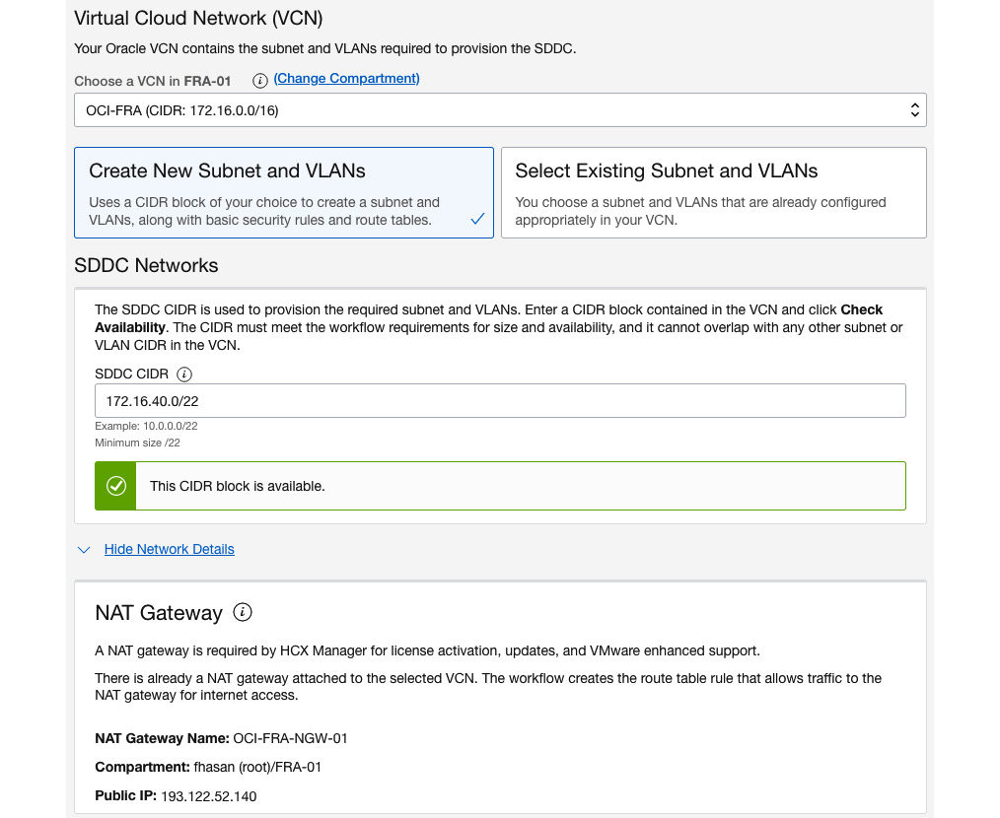 Virtual Cloud Network (VCN)
Your Oracle VCN contains the subnet and VLANs required to provision the SDDC.
Choose a VCN in FRA-01 (Change Compartment)
OCI-FRA (CIDR: 172.16.0.0/16)
Create New Subnet and VLANs
Uses a CIDR block of your choice to create a subnet and
VLANs, along with basic security rules and route tables.
Select Existing Subnet and VLANs
You choose a subnet and VLANs that are already configured
appropriately in your VCN.
SDDC Networks
The SDDC CIDR is used to provision the required subnet and VLANs. Enter a CIDR block contained in the VCN and click Check
Availability. The CIDR must meet the workflow requirements for size and availability, and it cannot overlap with any other subnet or
VLAN CIDR in the VCN.
SDDC CIDR
172.16.40.0/22
Example: 10.0.0.0/22
Minimum size /22
This CIDR block is available.
Hide Network Details
NAT Gateway
A NAT gateway is required by HCX Manager for license activation, updates, and VMware enhanced support.
There is already a NAT gateway attached to the selected VCN. The workflow creates the route table rule that allows traffic to the
NAT gateway for internet access.
NAT Gateway Name: OCI-FRA-NGW-01
Compartment: fhasan (root)/FRA-01
Public IP: 193.122.52.140